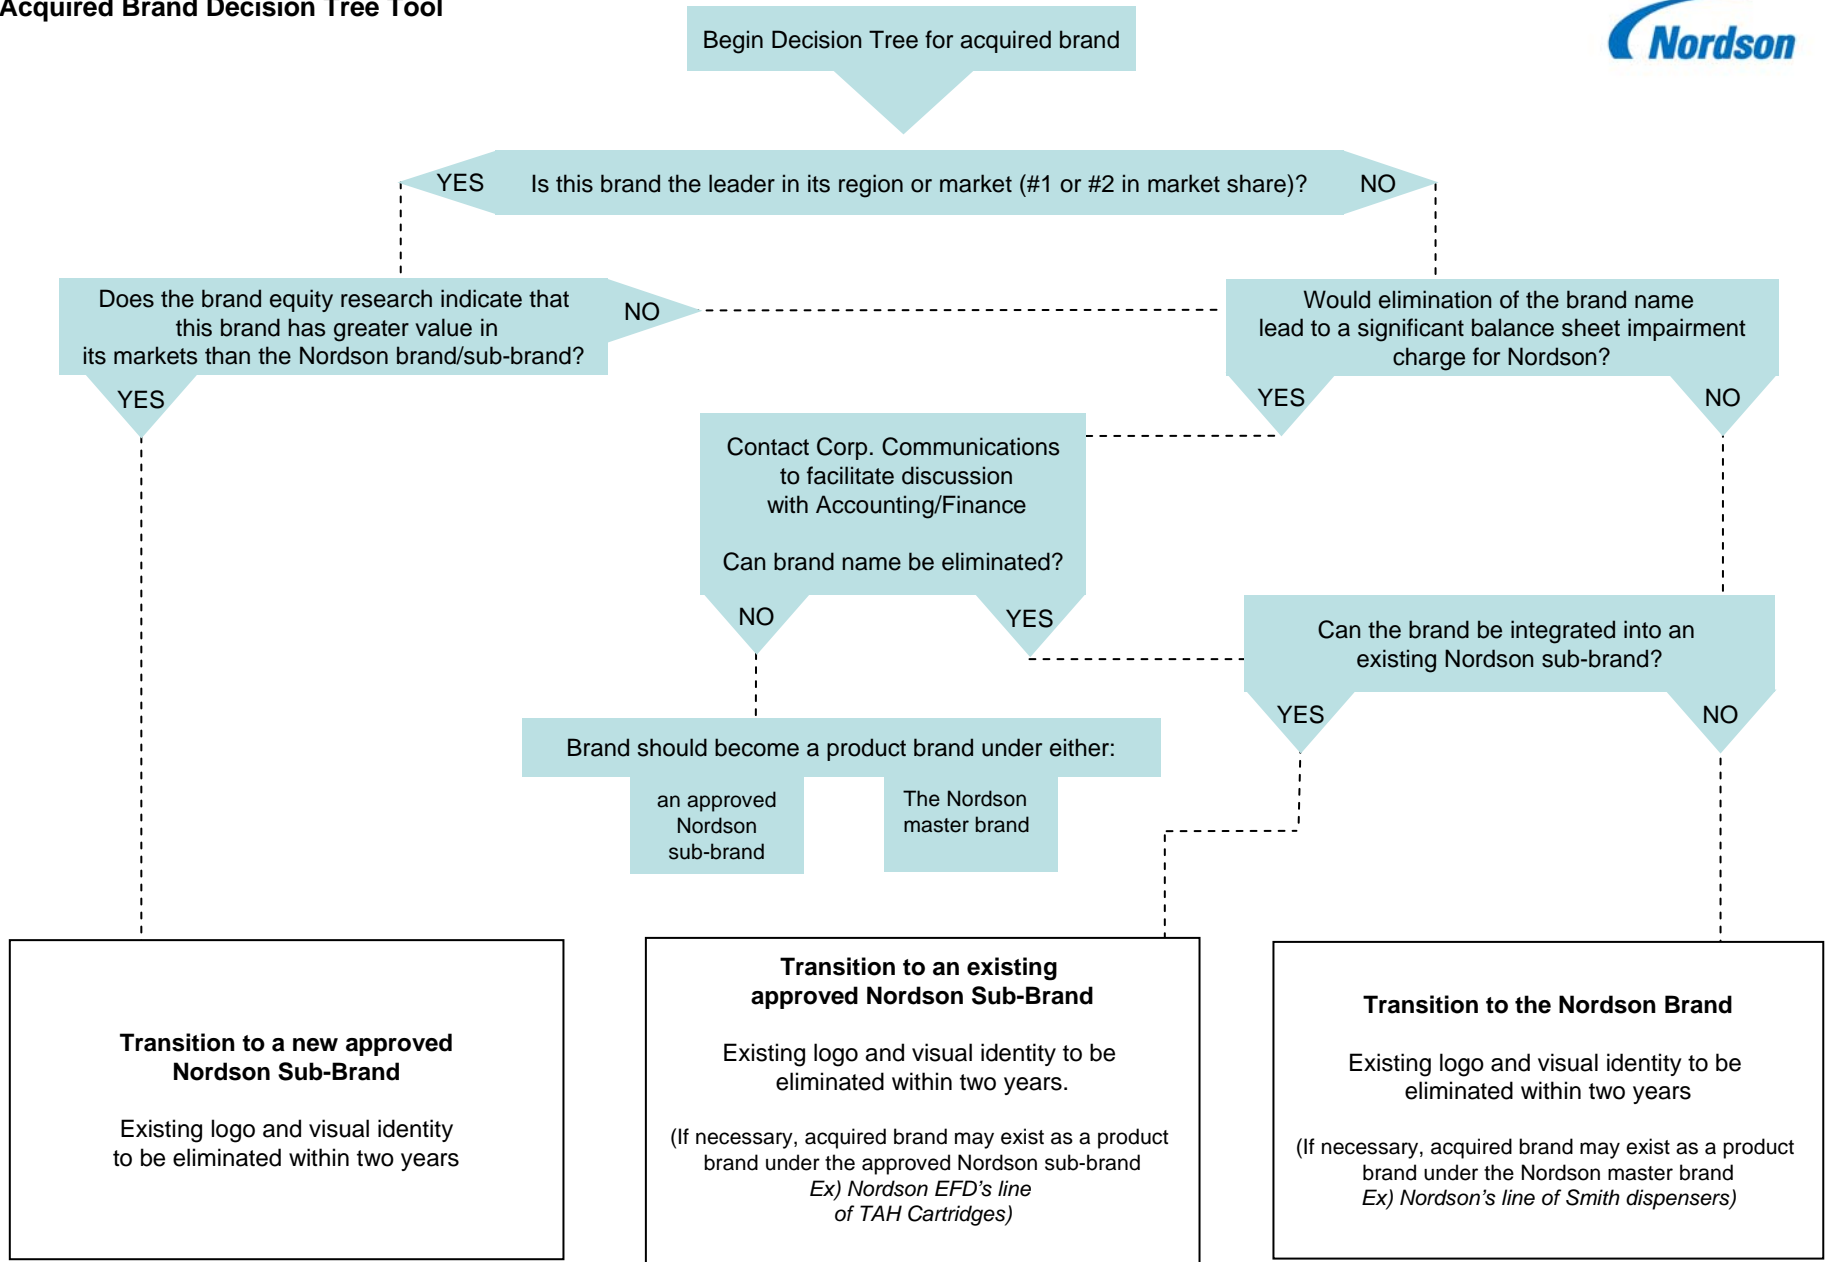 Acquired Brand Decision Tree Tool
Nordson
Begin Decision Tree for acquired brand
YES
Is this brand the leader in its region or market (#1 or #2 in market share)?
NO
Does the brand equity research indicate that
this brand has greater value in
its markets than the Nordson brand/sub-brand?
NO
YES
Would elimination of the brand name
lead to a significant balance sheet impairment
charge for Nordson?
YES
NO
Contact Corp. Communications
to facilitate discussion
with Accounting/Finance
Can brand name be eliminated?
NO
YES
Can the brand be integrated into an
existing Nordson sub-brand?
YES
NO
Brand should become a product brand under either:
an approved
Nordson
sub-brand
The Nordson
master brand
Transition to a new approved
Nordson Sub-Brand
Existing logo and visual identity
to be eliminated within two years
Transition to an existing
approved Nordson Sub-Brand
Existing logo and visual identity to be
eliminated within two years.
(If necessary, acquired brand may exist as a product
brand under the approved Nordson sub-brand
Ex) Nordson EFD's line
of TAH Cartridges)
Transition to the Nordson Brand
Existing logo and visual identity to be
eliminated within two years
(If necessary, acquired brand may exist as a product
brand under the Nordson master brand
Ex) Nordson's line of Smith dispensers)